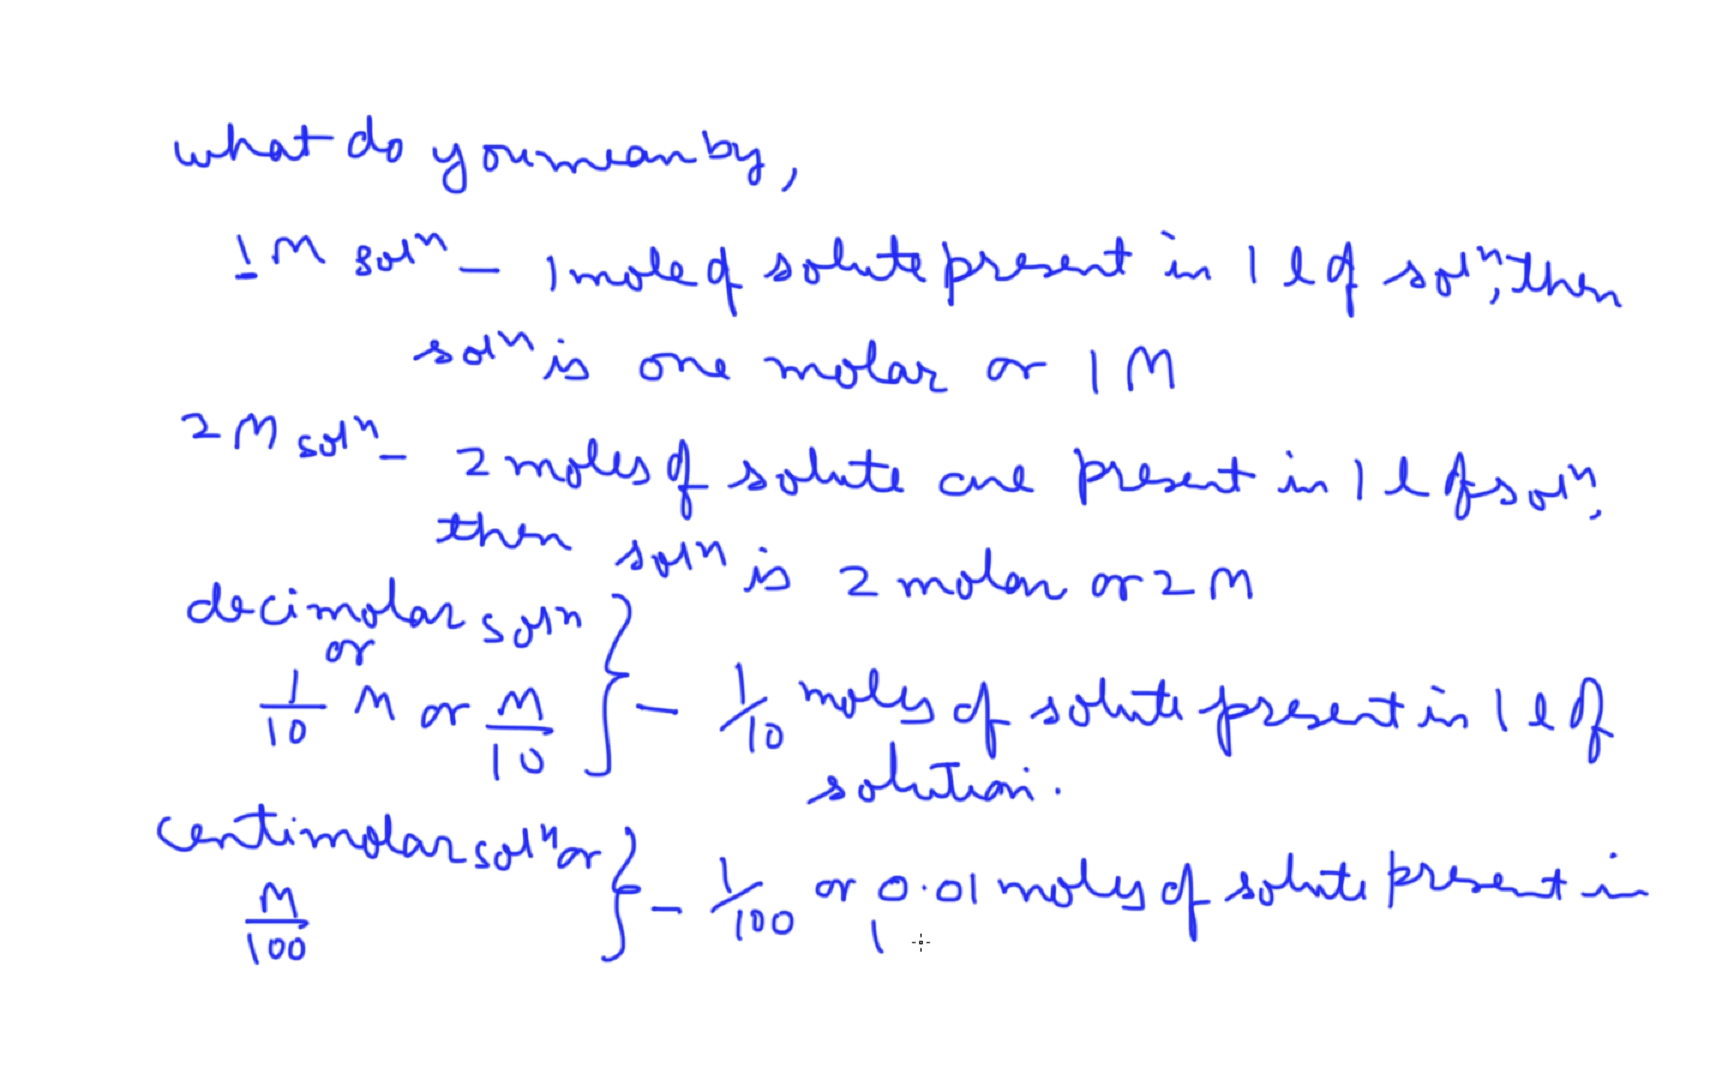 what do you mean by,
1 M solⁿ – 1 mole of solute present in 1 l of solⁿ, then
solⁿ is one molar or 1 M
2 M solⁿ – 2 moles of solute are present in 1 l of solⁿ,
then solⁿ is 2 molar or 2 M
decimolar solⁿ
or
1/10 M or M/10 } – 1/10 moles of solute present in 1 l of
solution.
centimolar solⁿ or
M/100 } – 1/100 or 0.01 moles of solute present in
1